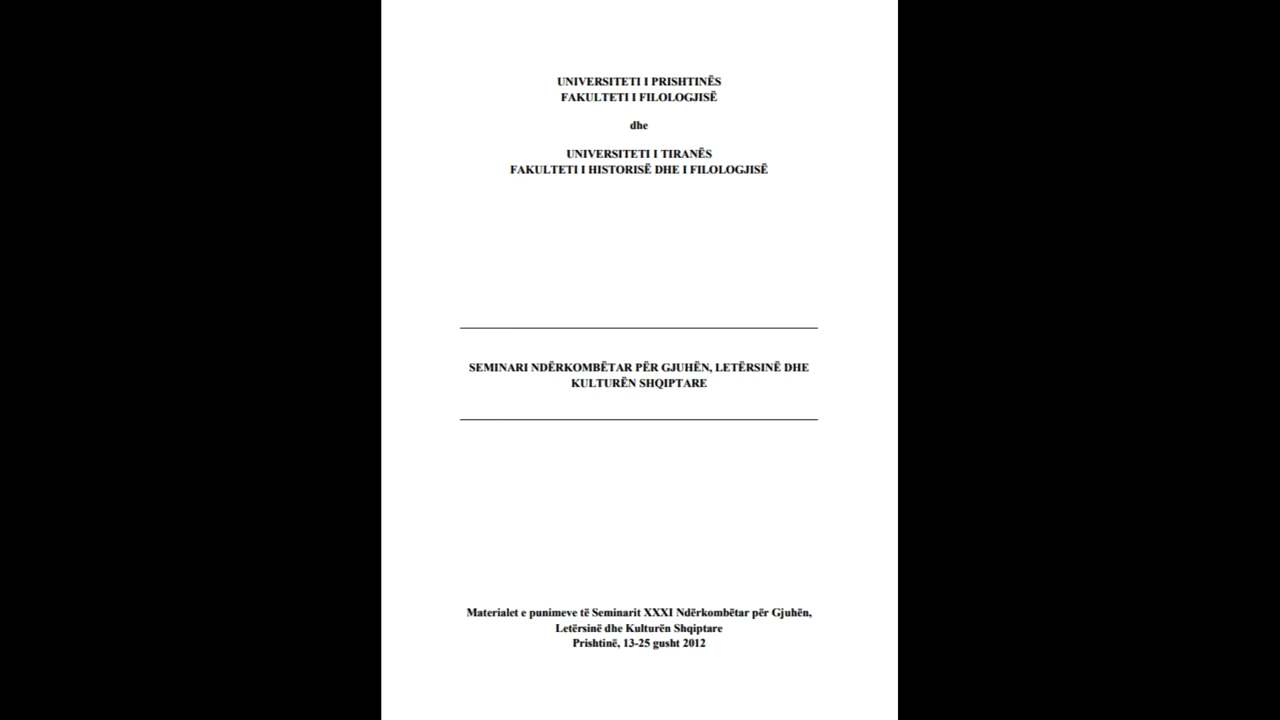 UNIVERSITETI I PRISHTINËS
FAKULTETI I FILOLOGJISË
dhe
UNIVERSITETI I TIRANËS
FAKULTETI I HISTORISË DHE I FILOLOGJISË
SEMINARI NDËRKOMBËTAR PËR GJUHËN, LETËRSINË DHE
KULTURËN SHQIPTARE
Materialet e punimeve të Seminarit XXXI Ndërkombëtar për Gjuhën,
Letërsinë dhe Kulturën Shqiptare
Prishtinë, 13-25 gusht 2012